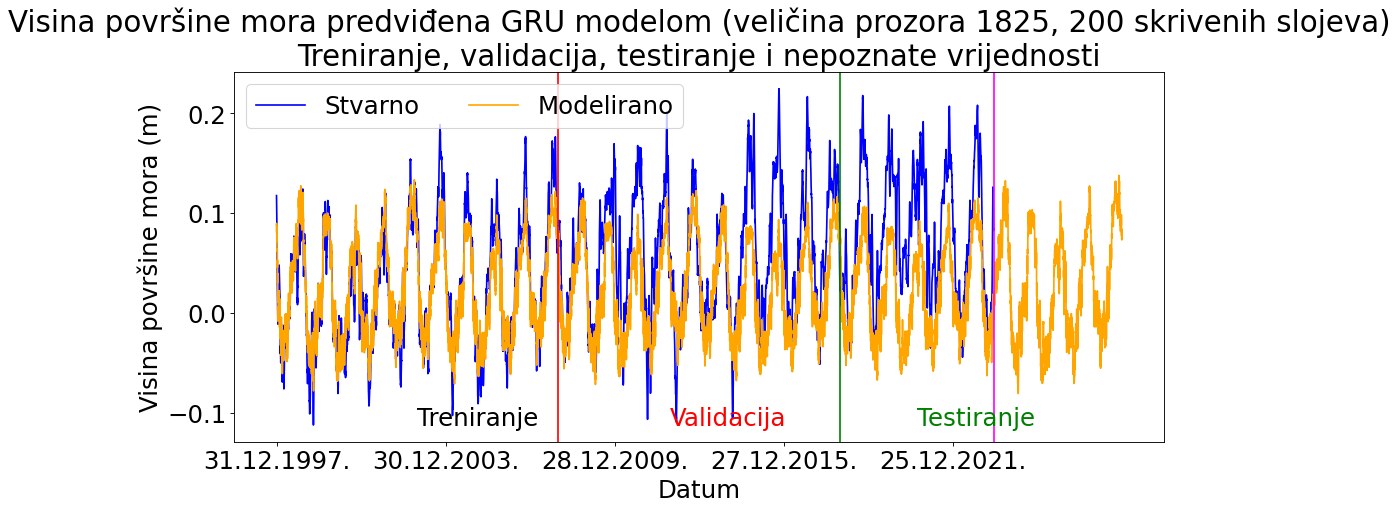 Visina površine mora predviđena GRU modelom (veličina prozora 1825, 200 skrivenih slojeva)
Treniranje, validacija, testiranje i nepoznate vrijednosti
Stvarno Modelirano
Visina površine mora (m)
0.2
0.1
0.0
−0.1
Treniranje Validacija Testiranje
31.12.1997. 30.12.2003. 28.12.2009. 27.12.2015. 25.12.2021.
Datum